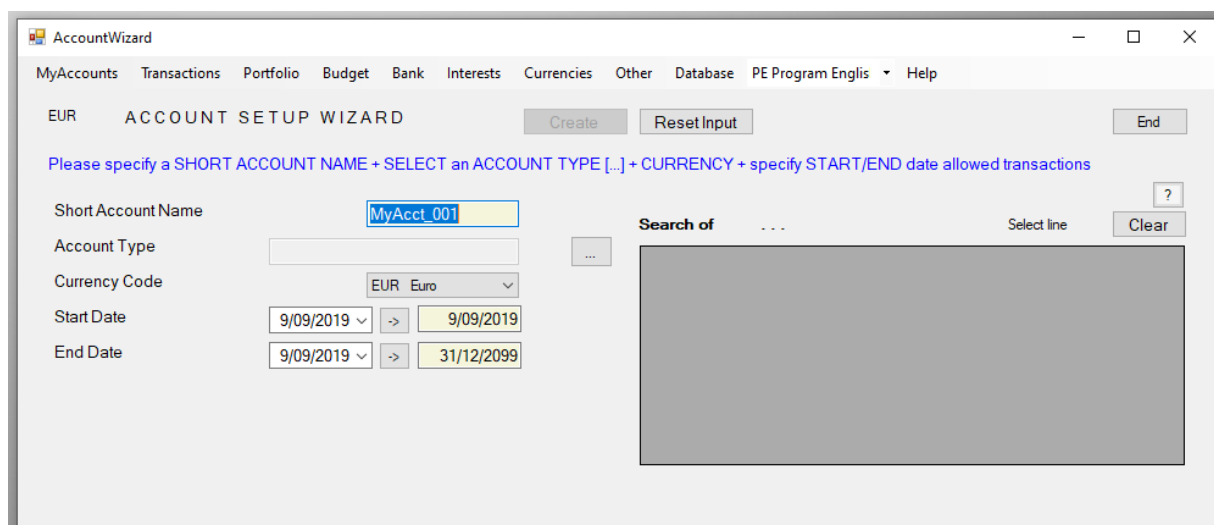 AccountWizard
MyAccounts Transactions Portfolio Budget Bank Interests Currencies Other Database PE Program Englis Help
EUR ACCOUNT SETUP WIZARD Create Reset Input End
Please specify a SHORT ACCOUNT NAME + SELECT an ACCOUNT TYPE [...] + CURRENCY + specify START/END date allowed transactions
?
Short Account Name MyAcct_001
Search of ... Select line Clear
Account Type ...
Currency Code EUR Euro
Start Date 9/09/2019 -> 9/09/2019
End Date 9/09/2019 -> 31/12/2099